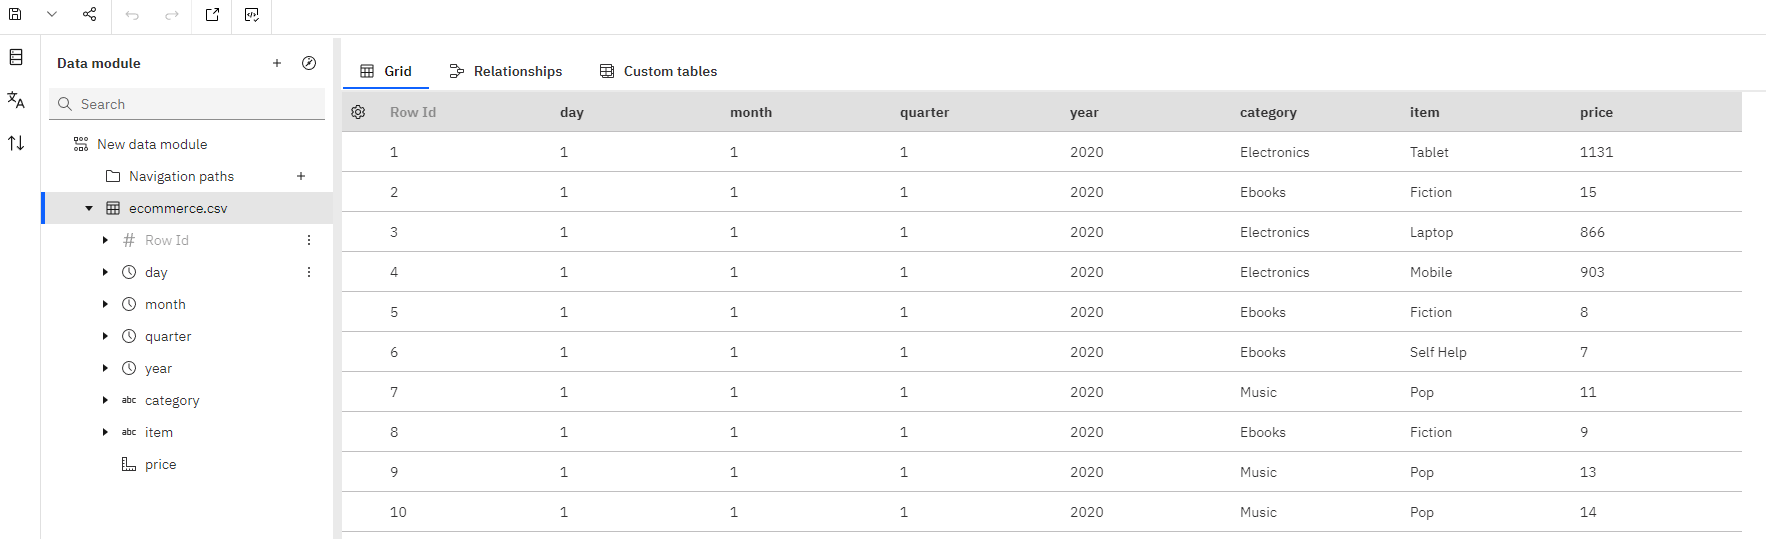 Data module
Search
New data module
Navigation paths
ecommerce.csv
Row Id
day
month
quarter
year
abc category
abc item
price
Grid Relationships Custom tables
Row Id day month quarter year category item price
1 1 1 1 2020 Electronics Tablet 1131
2 1 1 1 2020 Ebooks Fiction 15
3 1 1 1 2020 Electronics Laptop 866
4 1 1 1 2020 Electronics Mobile 903
5 1 1 1 2020 Ebooks Fiction 8
6 1 1 1 2020 Ebooks Self Help 7
7 1 1 1 2020 Music Pop 11
8 1 1 1 2020 Ebooks Fiction 9
9 1 1 1 2020 Music Pop 13
10 1 1 1 2020 Music Pop 14